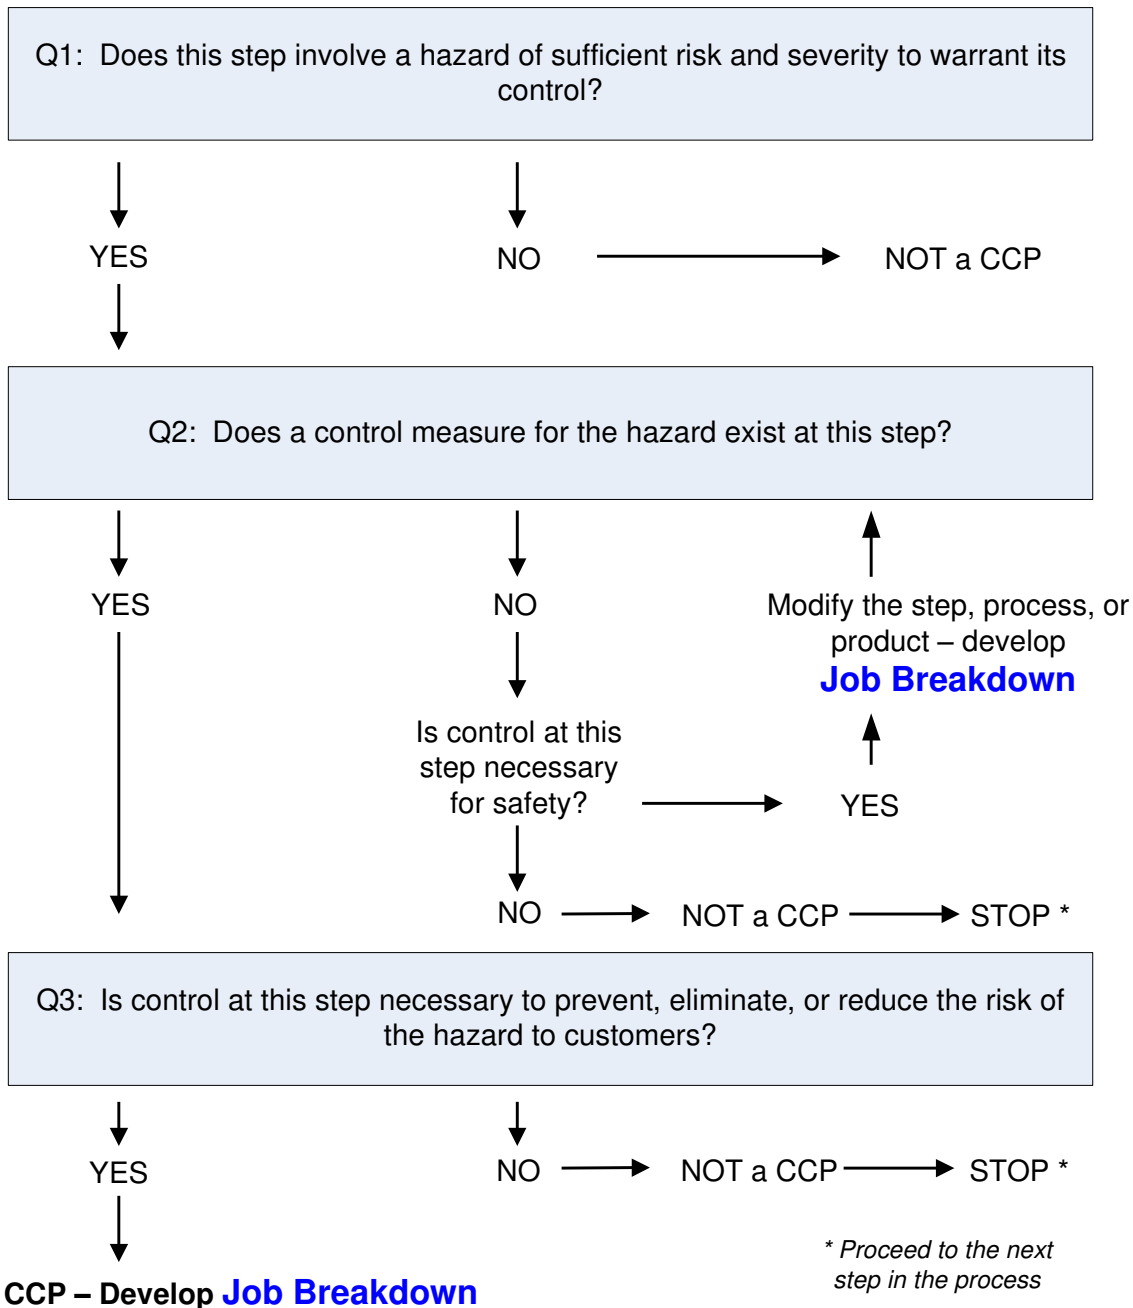 Q1: Does this step involve a hazard of sufficient risk and severity to warrant its
control?
YES
NO
NOT a CCP
Q2: Does a control measure for the hazard exist at this step?
YES
NO
Modify the step, process, or
product – develop
Job Breakdown
Is control at this
step necessary
for safety?
YES
NO
NOT a CCP
STOP *
Q3: Is control at this step necessary to prevent, eliminate, or reduce the risk of
the hazard to customers?
YES
NO
NOT a CCP
STOP *
* Proceed to the next
step in the process
CCP – Develop Job Breakdown